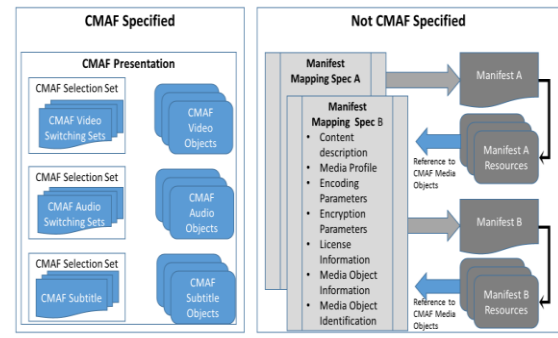 CMAF Specified
CMAF Presentation
CMAF Selection Set
CMAF Video
Switching Sets
CMAF
Video
Objects
CMAF Selection Set
CMAF Audio
Switching Sets
CMAF
Audio
Objects
CMAF Selection Set
CMAF Subtitle
CMAF
Subtitle
Objects
Not CMAF Specified
Manifest
Mapping Spec A
Manifest
Mapping Spec B
• Content
description
• Media Profile
• Encoding
Parameters
• Encryption
Parameters
• License
Information
• Media Object
Information
• Media Object
Identification
Manifest A
Manifest A
Resources
Reference to
CMAF Media
Objects
Manifest B
Manifest B
Resources
Reference to
CMAF Media
Objects